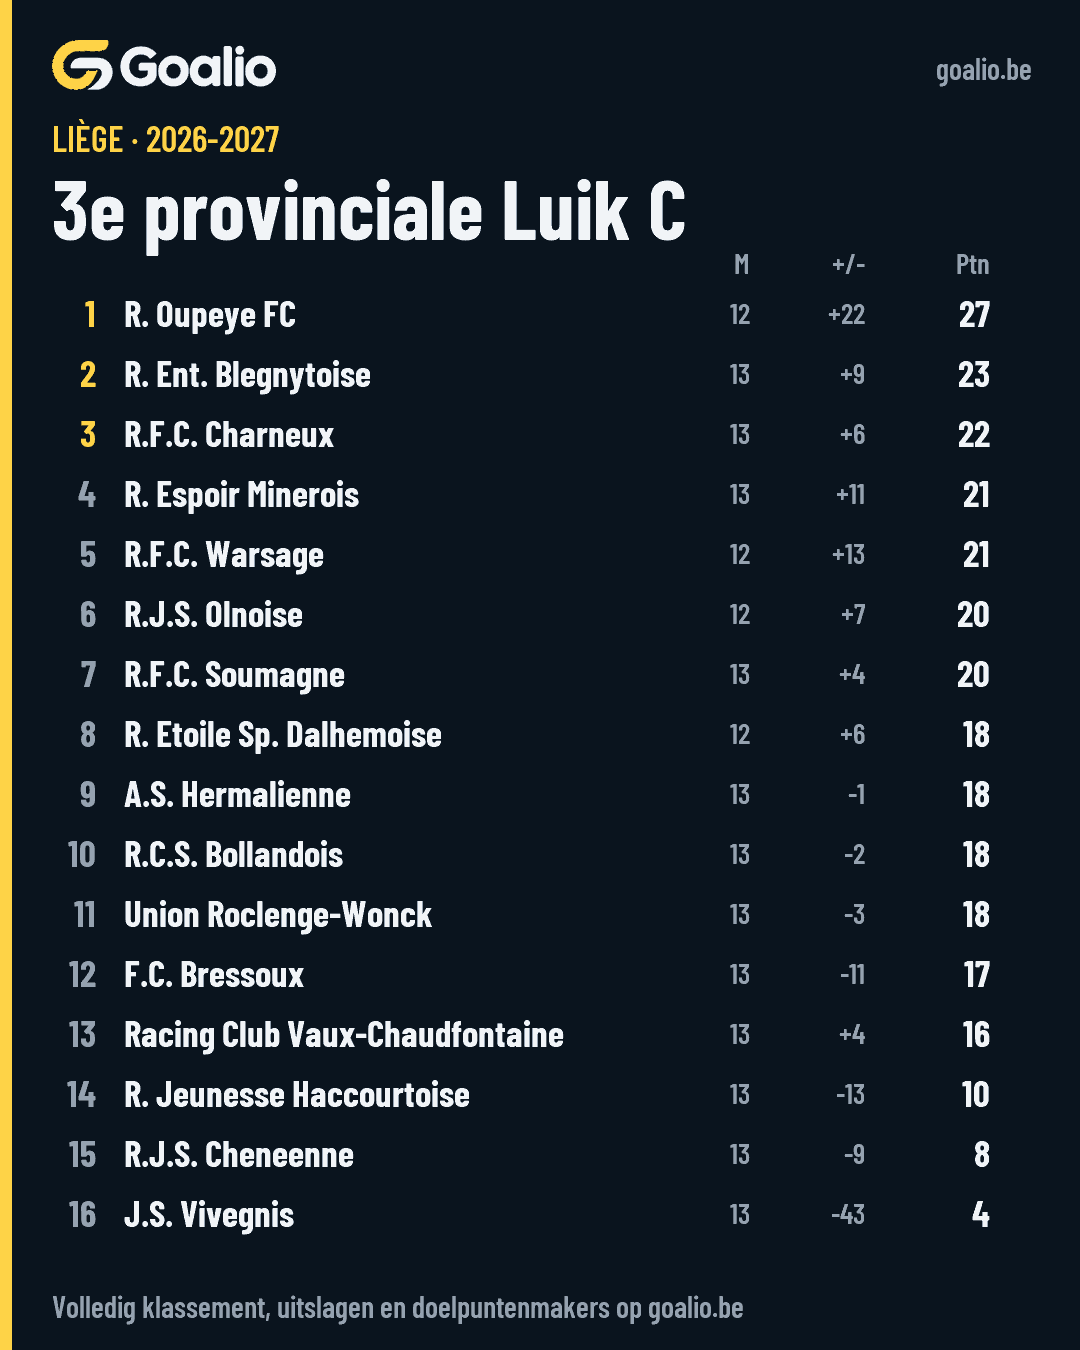 Goalio
goalio.be
LIÈGE · 2026-2027
3e provinciale Luik C
M +/- Ptn
1 R. Oupeye FC 12 +22 27
2 R. Ent. Blegnytoise 13 +9 23
3 R.F.C. Charneux 13 +6 22
4 R. Espoir Minerois 13 +11 21
5 R.F.C. Warsage 12 +13 21
6 R.J.S. Olnoise 12 +7 20
7 R.F.C. Soumagne 13 +4 20
8 R. Etoile Sp. Dalhemoise 12 +6 18
9 A.S. Hermalienne 13 -1 18
10 R.C.S. Bollandois 13 -2 18
11 Union Roclenge-Wonck 13 -3 18
12 F.C. Bressoux 13 -11 17
13 Racing Club Vaux-Chaudfontaine 13 +4 16
14 R. Jeunesse Haccourtoise 13 -13 10
15 R.J.S. Cheneenne 13 -9 8
16 J.S. Vivegnis 13 -43 4
Volledig klassement, uitslagen en doelpuntenmakers op goalio.be